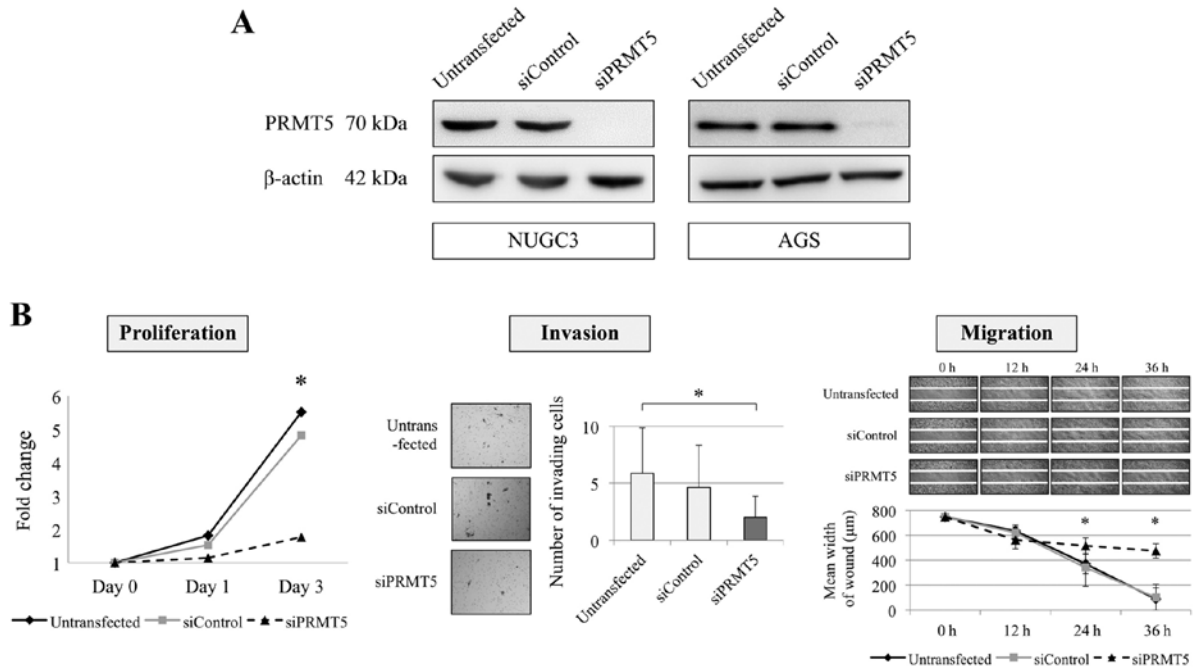 A
Untransfected siControl siPRMT5 Untransfected siControl siPRMT5
PRMT5 70 kDa
β-actin 42 kDa
NUGC3 AGS
B
Proliferation
*
Fold change
6
5
4
3
2
1
Day 0 Day 1 Day 3
Untransfected siControl siPRMT5
Invasion
Untrans
-fected
siControl
siPRMT5
Number of invading cells
*
10
5
0
Untransfected siControl siPRMT5
Migration
0 h 12 h 24 h 36 h
Untransfected
siControl
siPRMT5
Mean width
of wound (µm)
800
600
400
200
0
* *
0 h 12 h 24 h 36 h
Untransfected siControl siPRMT5